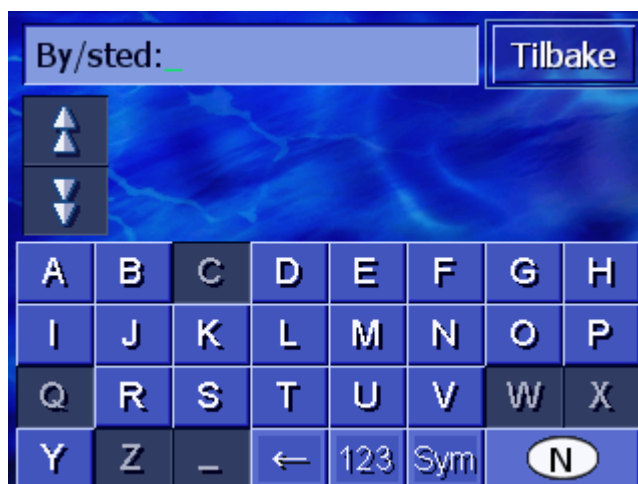 By/sted:_ Tilbake
A B C D E F G H
I J K L M N O P
Q R S T U V W X
Y Z _ ← 123 Sym N